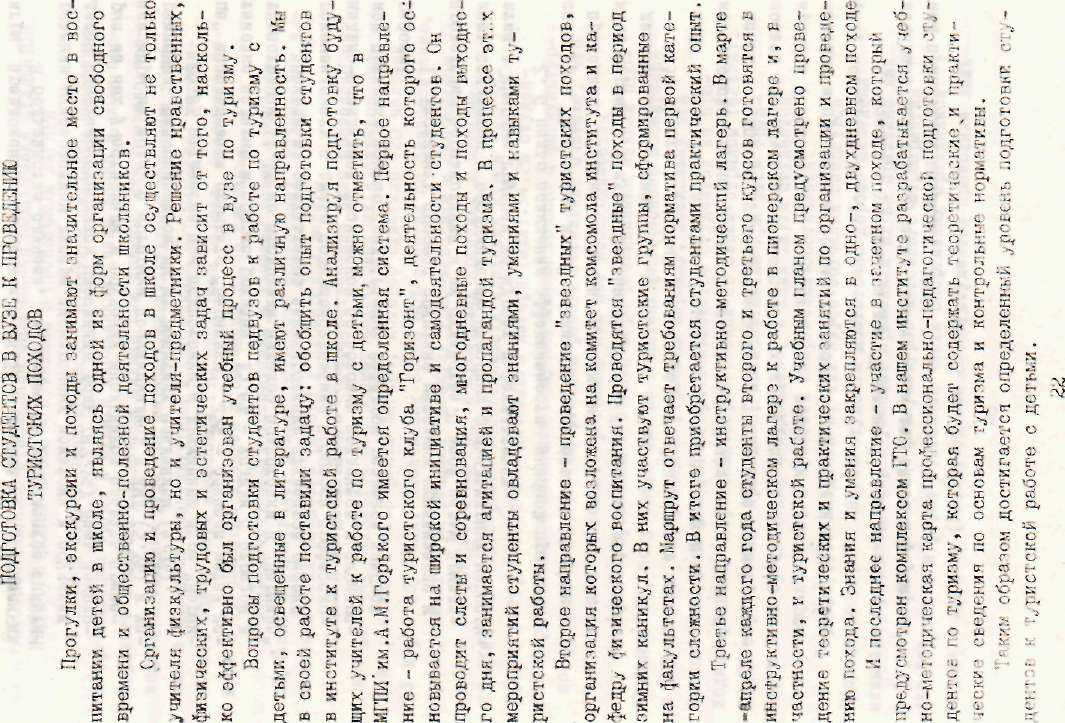 ПОДГОТОВКА СТУДЕНТОВ В ВУЗЕ К ПРОВЕДЕНИЮ
ТУРИСТСКИХ ПОХОДОВ
Прогулки, экскурсии и походы занимают значительное место в вос-
питании детей в школе, являясь одной из форм организации свободного
времени и общественно-полезной деятельности школьников.
Организацию и проведение походов в школе осуществляют не только
учителя физкультуры, но и учителя-предметники. Решение нравственных,
физических, трудовых и эстетических задач зависит от того, насколь-
ко эффективно был организован учебный процесс в вузе по туризму.
Вопросы подготовки студентов педвузов к работе по туризму с
детьми, освещенные в литературе, имеют различную направленность. Мы
в своей работе поставили задачу: обобщить опыт подготовки студентов
в институте к туристской работе в школе. Анализируя подготовку буду-
щих учителей к работе по туризму с детьми, можно отметить, что в
МГПИ им.А.М.Горького имеется определенная система. Первое направле-
ние - работа туристского клуба "Горизонт", деятельность которого ос-
новывается на широкой инициативе и самодеятельности студентов. Он
проводит слеты и соревнования, многодневные походы и походы выходно-
го дня, занимается агитацией и пропагандой туризма. В процессе этих
мероприятий студенты овладевают знаниями, умениями и навыками ту-
ристской работы.
Второе направление - проведение "звездных" туристских походов,
организация которых возложена на комитет комсомола института и ка-
федру физического воспитания. Проводятся "звездные" походы в период
зимних каникул. В них участвуют туристские группы, сформированные
на факультетах. Маршрут отвечает требованиям норматива первой кате-
гории сложности. В итоге приобретается студентами практический опыт.
Третье направление - инструктивно-методический лагерь. В марте
-апреле каждого года студенты второго и третьего курсов готовятся в
инструктивно-методическом лагере к работе в пионерском лагере и, в
частности, к туристской работе. Учебным планом предусмотрено прове-
дение теоретических и практических занятий по организации и проведе-
нию похода. Знания и умения закрепляются в одно-, двухдневном походе
И последнее направление - участие в зачетном походе, который
предусмотрен комплексом ГТО. В нашем институте разрабатывается учеб-
но-методическая карта профессионально-педагогической подготовки сту-
дентов по туризму, которая будет содержать теоретические и практи-
ческие сведения по основам туризма и контрольные нормативы.
Таким образом достигается определенный уровень подготовки сту-
дентов к туристской работе с детьми.
22